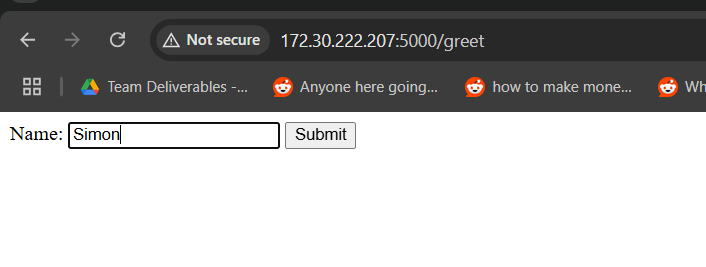 Not secure 172.30.222.207:5000/greet
Team Deliverables -... Anyone here going... how to make mone... Wh
Name: Simon Submit